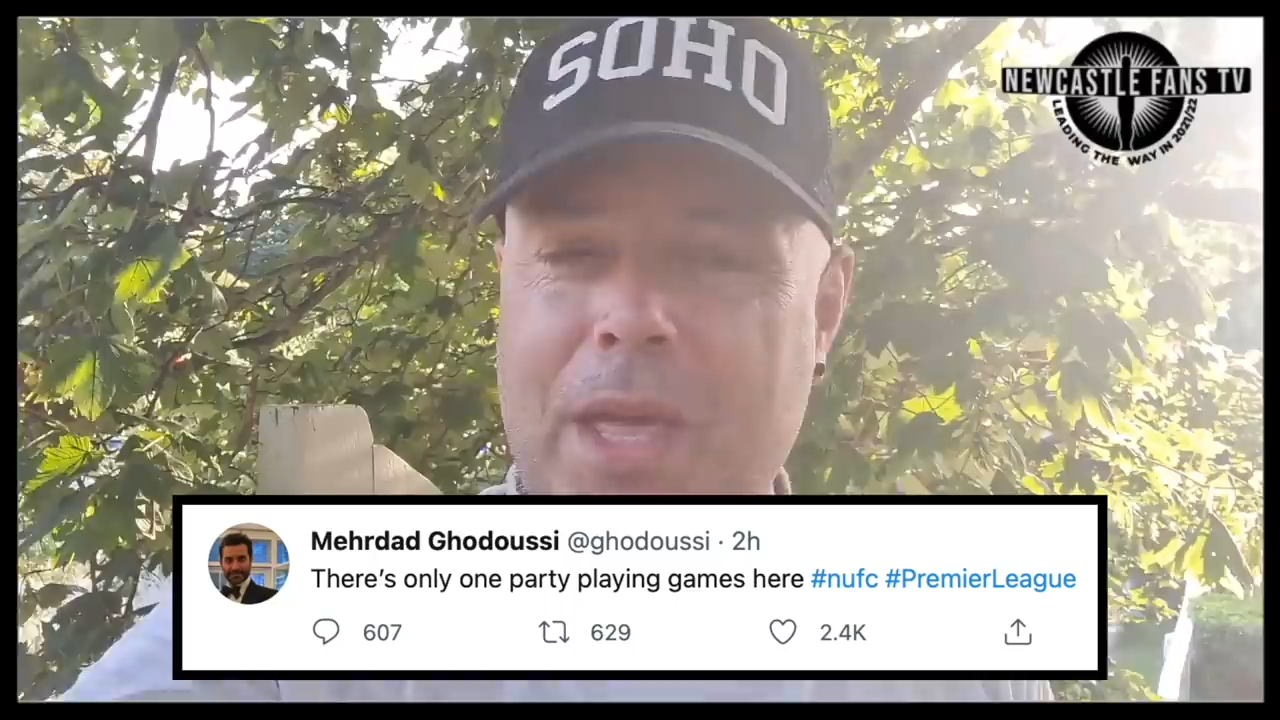 SOHO
NEWCASTLE FANS TV
LEADING THE WAY IN 2021/22
Mehrdad Ghodoussi @ghodoussi · 2h
There's only one party playing games here #nufc #PremierLeague
607 629 2.4K